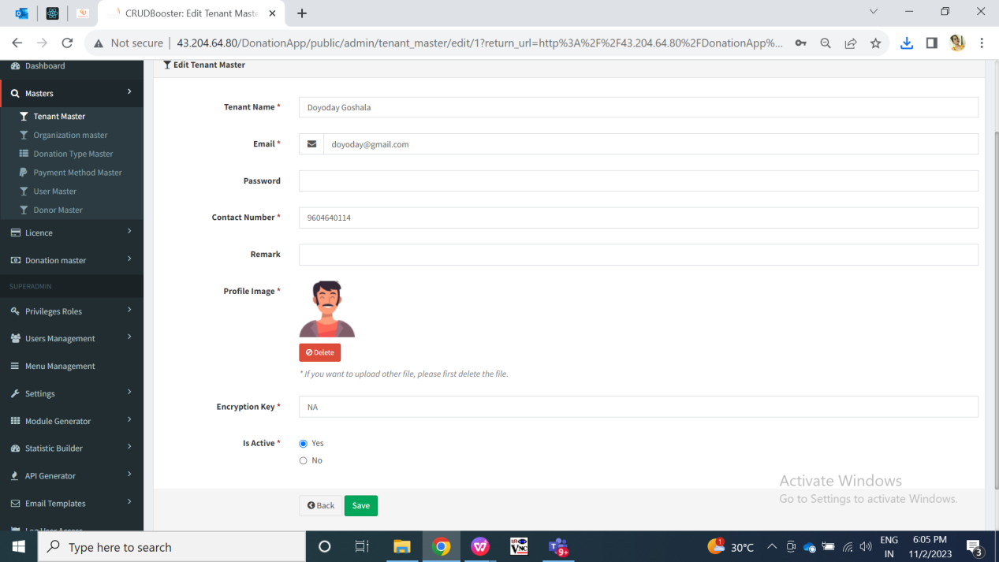 CRUDBooster: Edit Tenant Maste
Not secure | 43.204.64.80/DonationApp/public/admin/tenant_master/edit/1?return_url=http%3A%2F%2F43.204.64.80%2FDonationApp%...
Dashboard
Masters
Tenant Master
Organization master
Donation Type Master
Payment Method Master
User Master
Donor Master
Licence
Donation master
SUPERADMIN
Privileges Roles
Users Management
Menu Management
Settings
Module Generator
Statistic Builder
API Generator
Email Templates
Log User Access
Edit Tenant Master
Tenant Name * Doyoday Goshala
Email * doyoday@gmail.com
Password
Contact Number * 9604640114
Remark
Profile Image *
Delete
* If you want to upload other file, please first delete the file.
Encryption Key * NA
Is Active * Yes
No
Back Save
Activate Windows
Go to Settings to activate Windows.
Type here to search
VNC
9+
1
30°C
ENG
IN
6:05 PM
11/2/2023
3